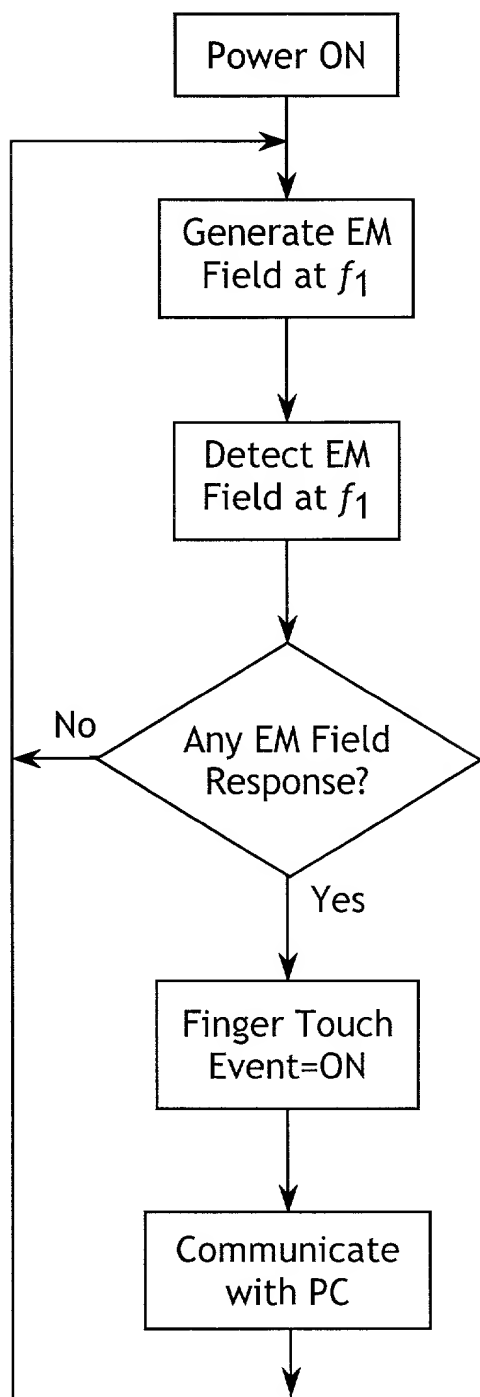 Power ON
Generate EM
Field at f1
Detect EM
Field at f1
No
Any EM Field
Response?
Yes
Finger Touch
Event=ON
Communicate
with PC